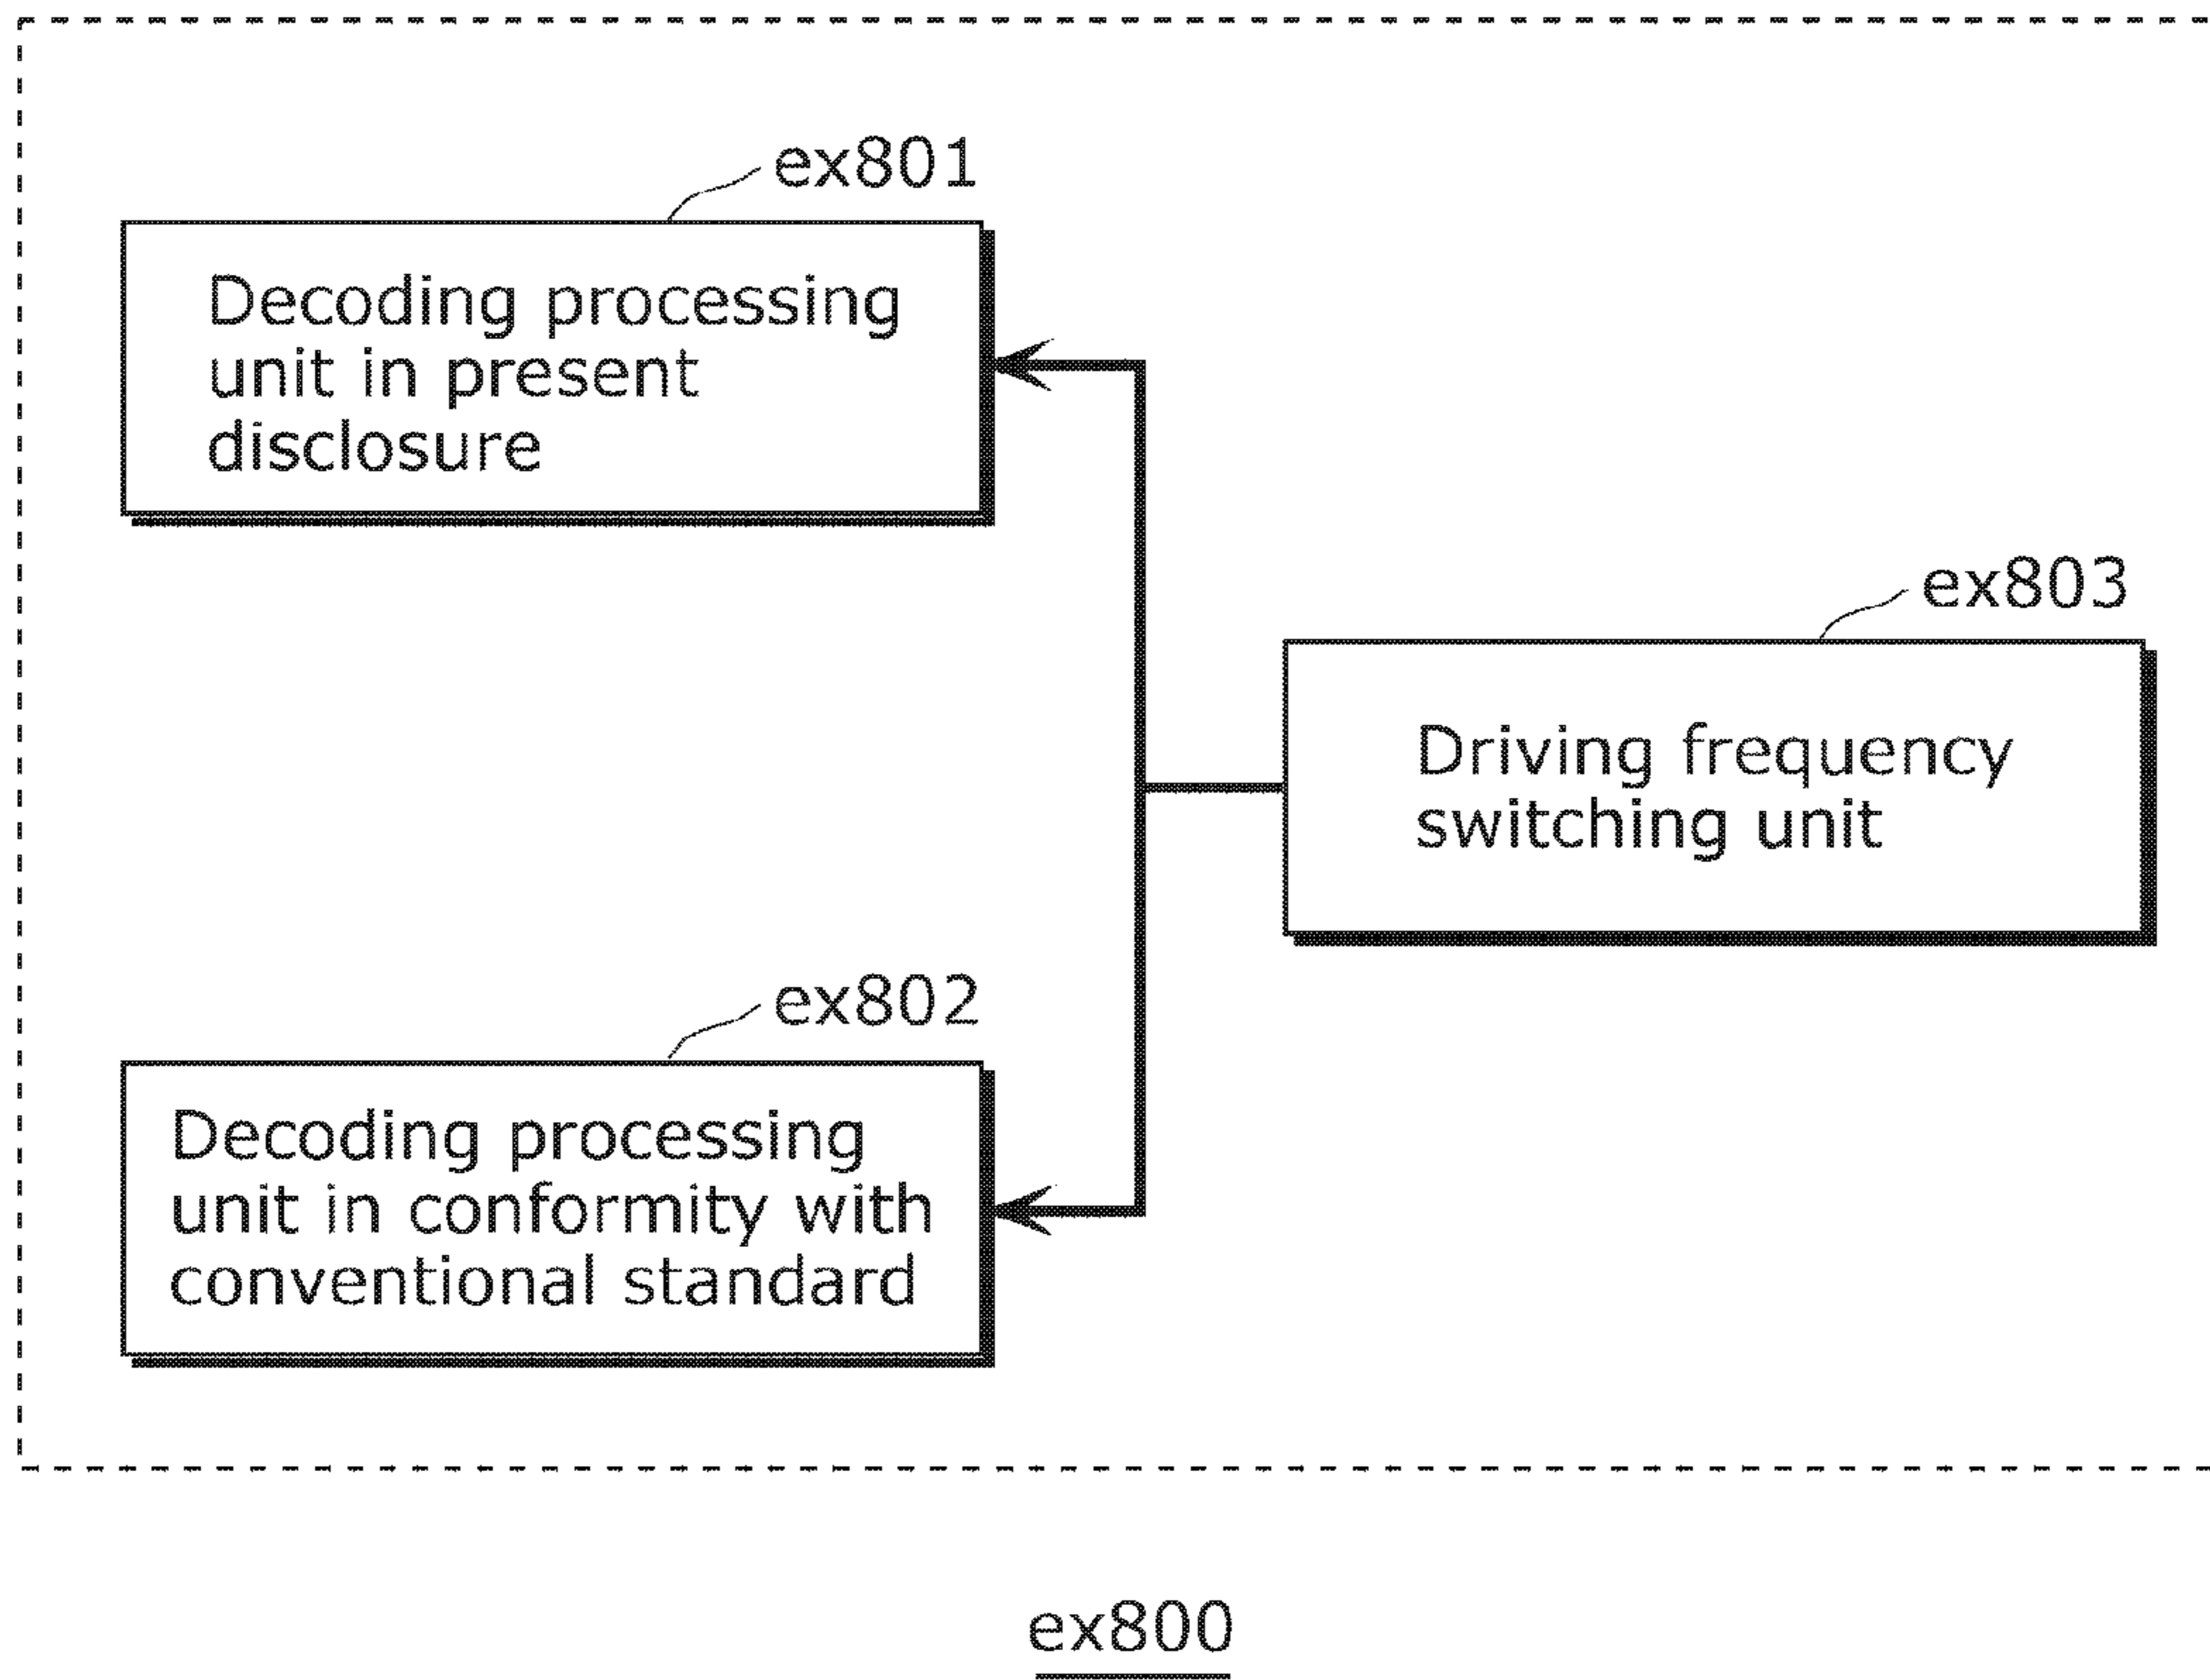 ex801
Decoding processing
unit in present
disclosure
ex803
Driving frequency
switching unit
ex802
Decoding processing
unit in conformity with
conventional standard
ex800